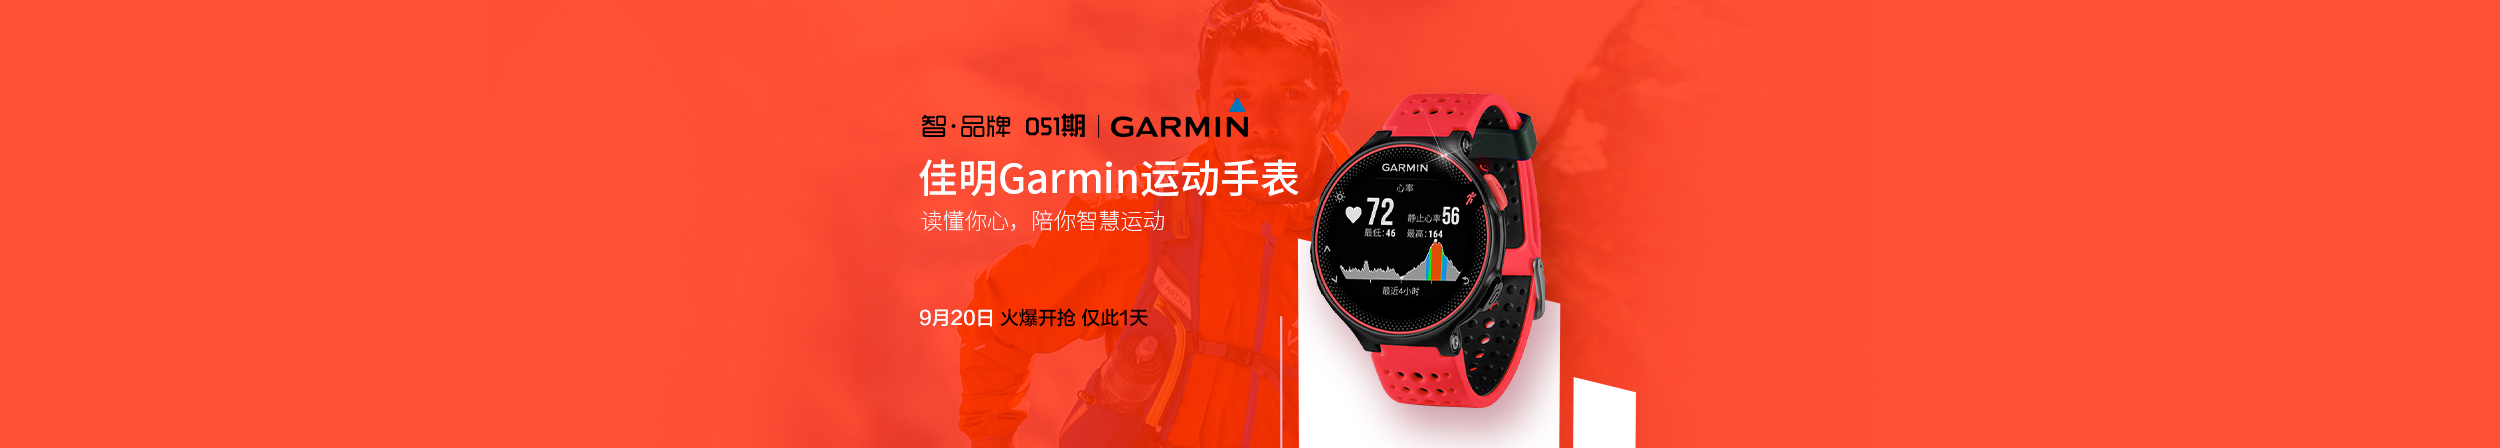 智·品牌 051期 | GARMIN
佳明Garmin运动手表
读懂你心，陪你智慧运动
9月20日 火爆开抢 仅此1天
GARMIN
心率
72 静止心率56
最低：46 最高：164
最近4小时